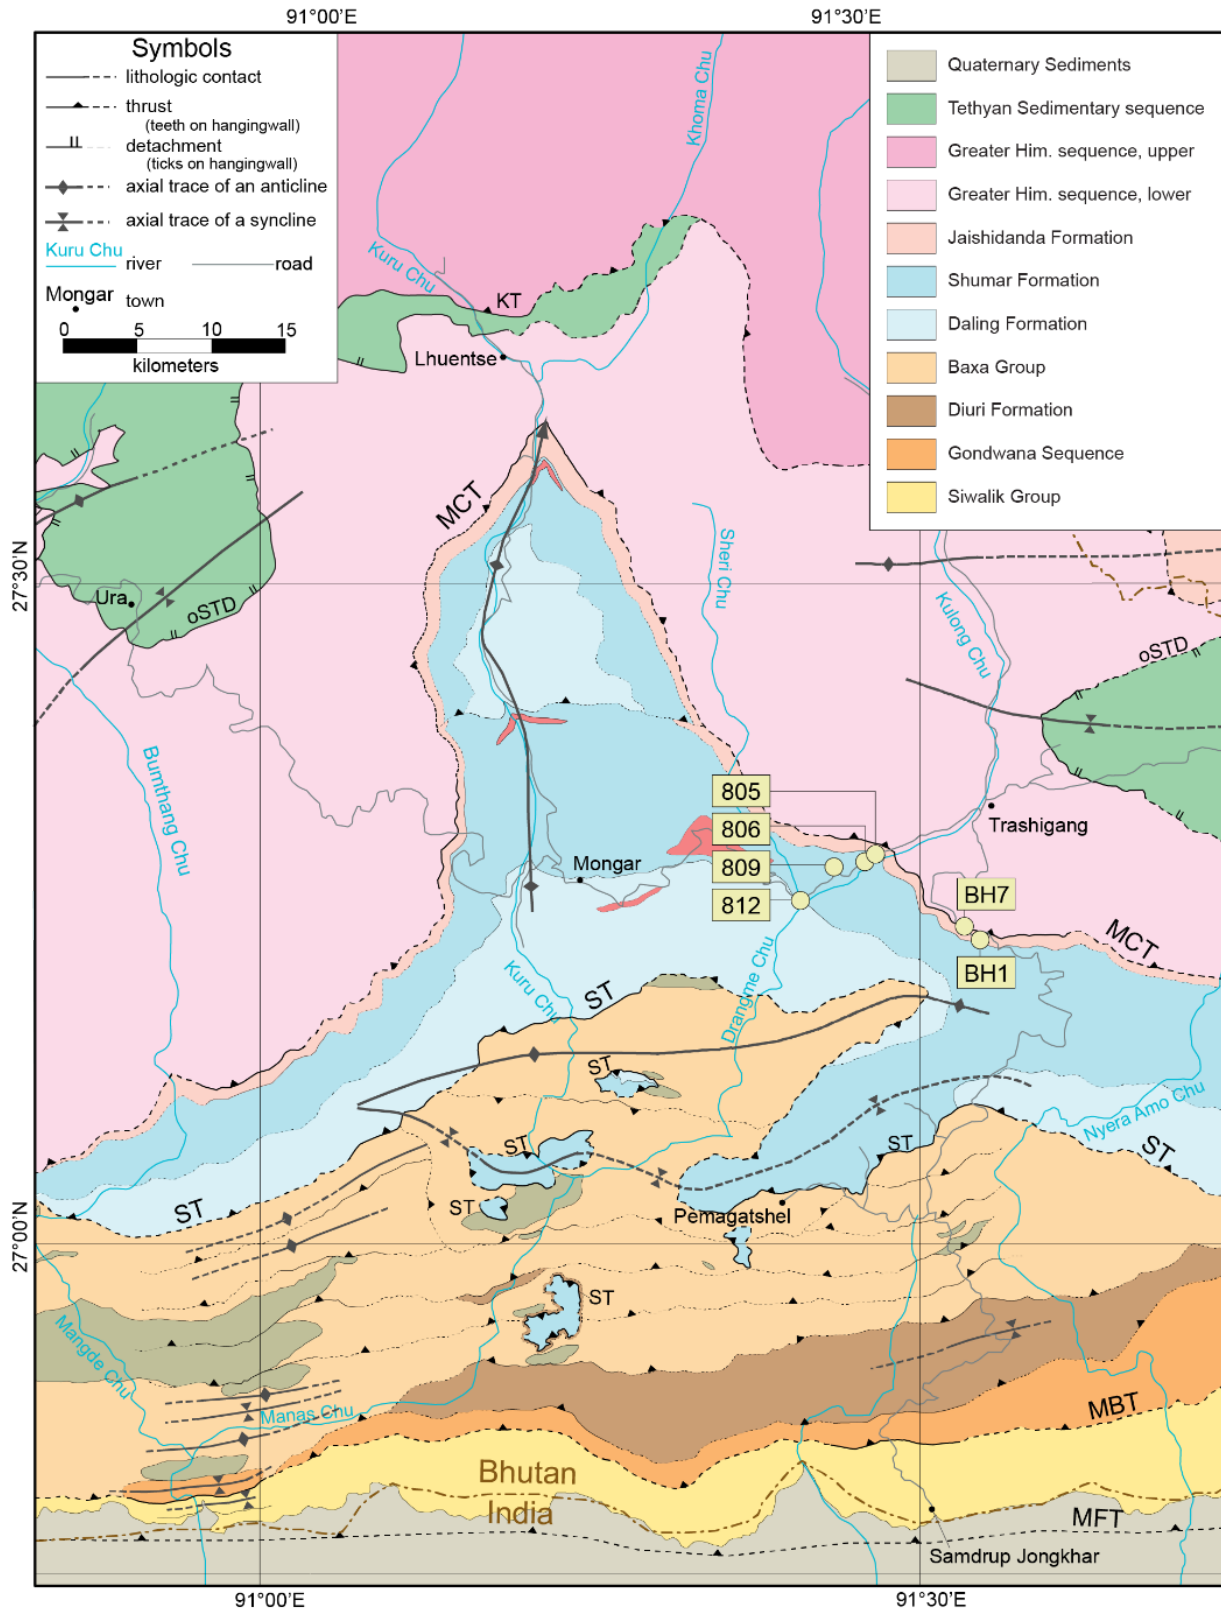 91°00'E
91°30'E
Symbols
lithologic contact
thrust
(teeth on hangingwall)
detachment
(ticks on hangingwall)
axial trace of an anticline
axial trace of a syncline
Kuru Chu
river
road
Mongar
town
0 5 10 15
kilometers
Quaternary Sediments
Tethyan Sedimentary sequence
Greater Him. sequence, upper
Greater Him. sequence, lower
Jaishidanda Formation
Shumar Formation
Daling Formation
Baxa Group
Diuri Formation
Gondwana Sequence
Siwalik Group
Khoma Chu
Kuru Chu
KT
Lhuentse
MCT
Sheri Chu
27°30'N
Ura
oSTD
Kulong Chu
oSTD
Bumthang Chu
805
806
809
812
Trashigang
Mongar
BH7
BH1
MCT
Kuru Chu
ST
Drangme Chu
ST
Nyera Amo Chu
ST
ST
ST
ST
ST
Pemagatshel
27°00'N
ST
Mangde Chu
Manas Chu
MBT
Bhutan
India
MFT
Samdrup Jongkhar
91°00'E
91°30'E